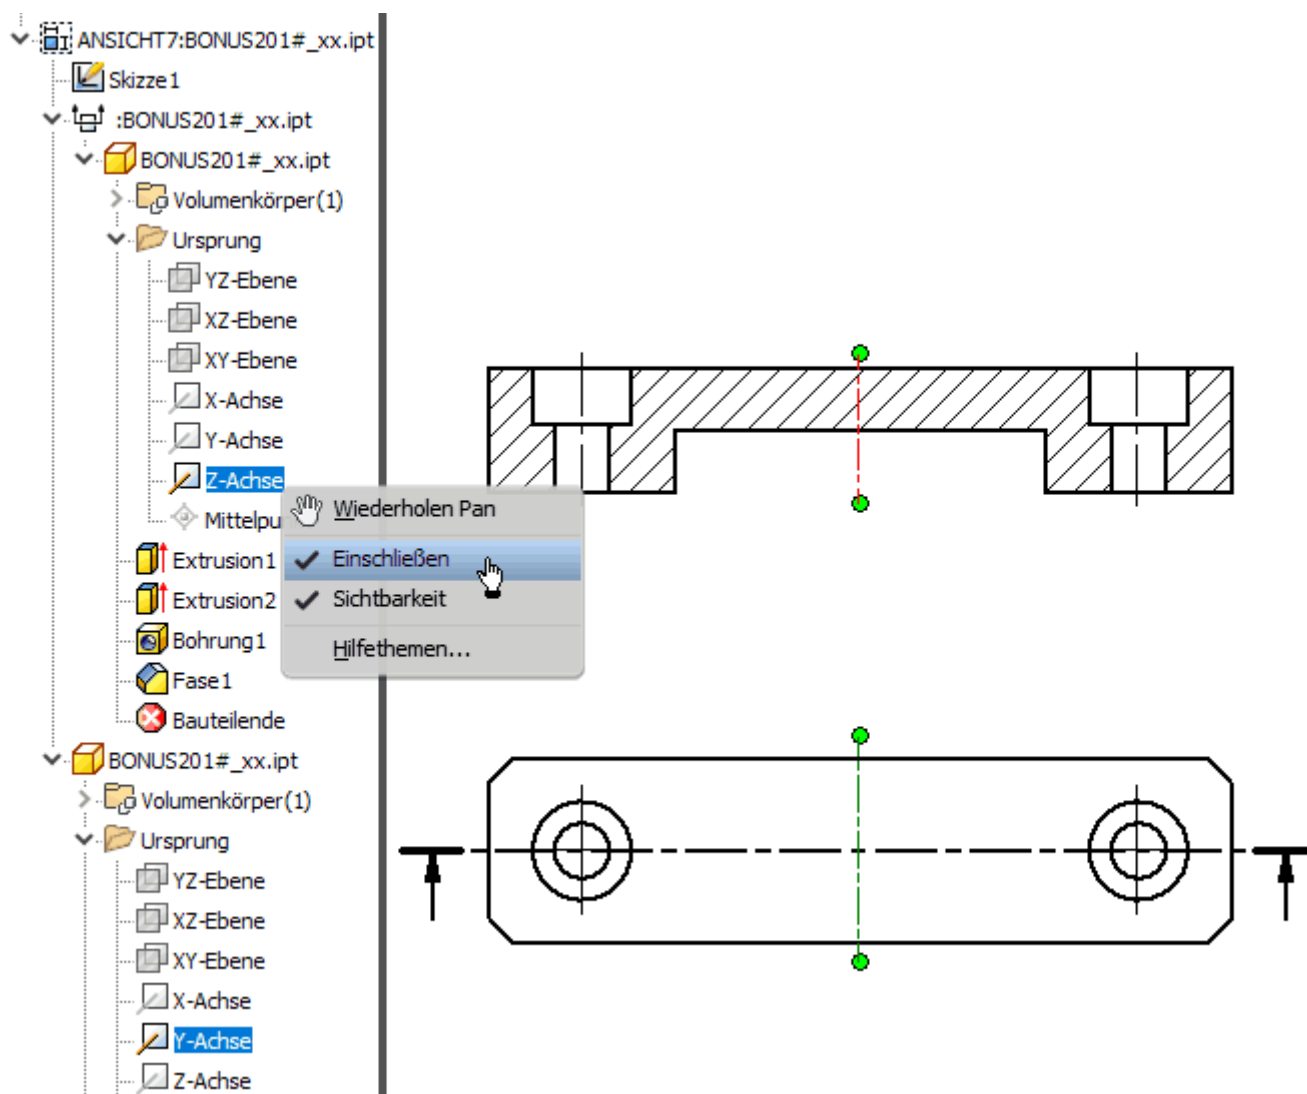 ANSICHT7:BONUS201#_xx.ipt
Skizze1
:BONUS201#_xx.ipt
BONUS201#_xx.ipt
Volumenkörper(1)
Ursprung
YZ-Ebene
XZ-Ebene
XY-Ebene
X-Achse
Y-Achse
Z-Achse
Mittelpu
Wiederholen Pan
Einschließen
Sichtbarkeit
Hilfethemen...
Extrusion1
Extrusion2
Bohrung1
Fase1
Bauteilende
BONUS201#_xx.ipt
Volumenkörper(1)
Ursprung
YZ-Ebene
XZ-Ebene
XY-Ebene
X-Achse
Y-Achse
Z-Achse